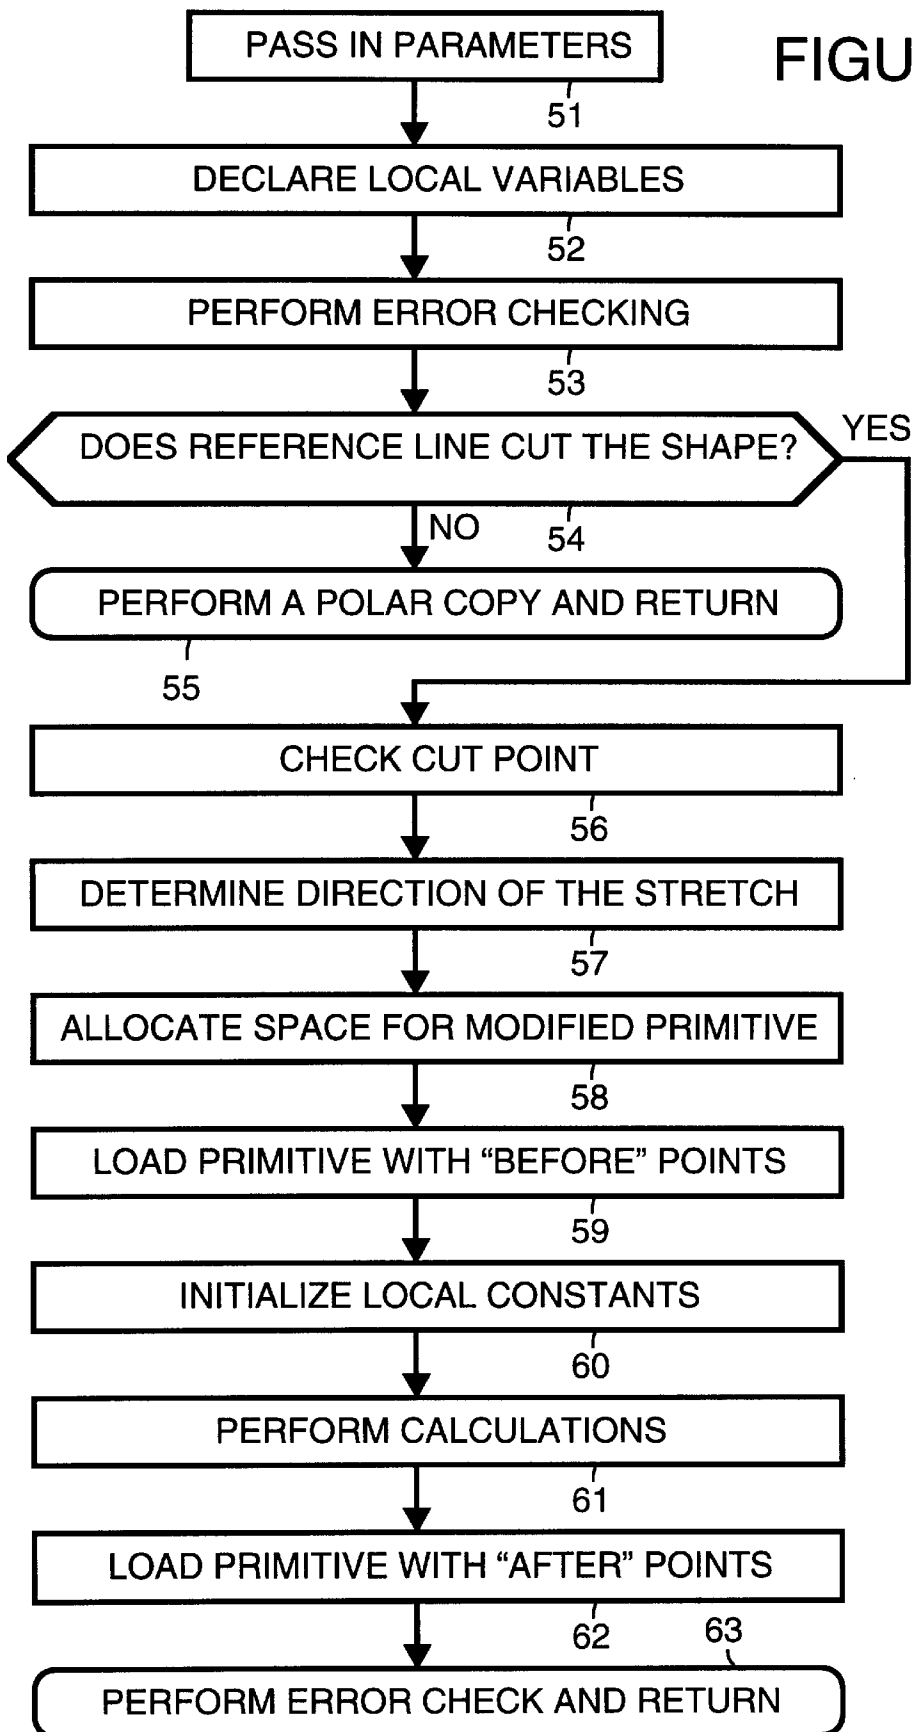 PASS IN PARAMETERS
FIGU
51
DECLARE LOCAL VARIABLES
52
PERFORM ERROR CHECKING
53
DOES REFERENCE LINE CUT THE SHAPE?
YES
NO
54
PERFORM A POLAR COPY AND RETURN
55
CHECK CUT POINT
56
DETERMINE DIRECTION OF THE STRETCH
57
ALLOCATE SPACE FOR MODIFIED PRIMITIVE
58
LOAD PRIMITIVE WITH “BEFORE” POINTS
59
INITIALIZE LOCAL CONSTANTS
60
PERFORM CALCULATIONS
61
LOAD PRIMITIVE WITH “AFTER” POINTS
62
63
PERFORM ERROR CHECK AND RETURN